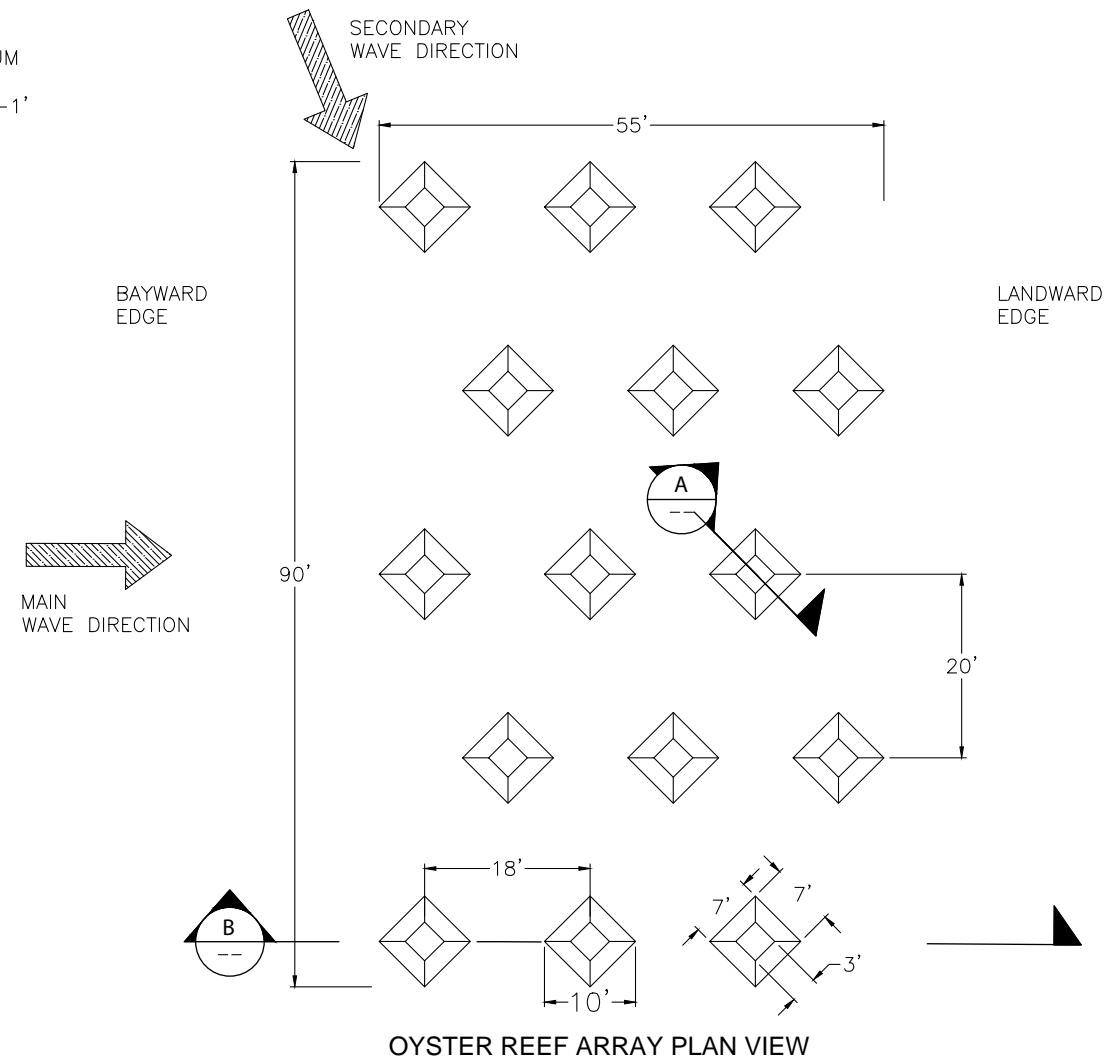 SECONDARY
WAVE DIRECTION
-1'
55'
BAYWARD
EDGE
LANDWARD
EDGE
A
--
90'
MAIN
WAVE DIRECTION
20'
18'
7'
7'
B
--
3'
10'
OYSTER REEF ARRAY PLAN VIEW